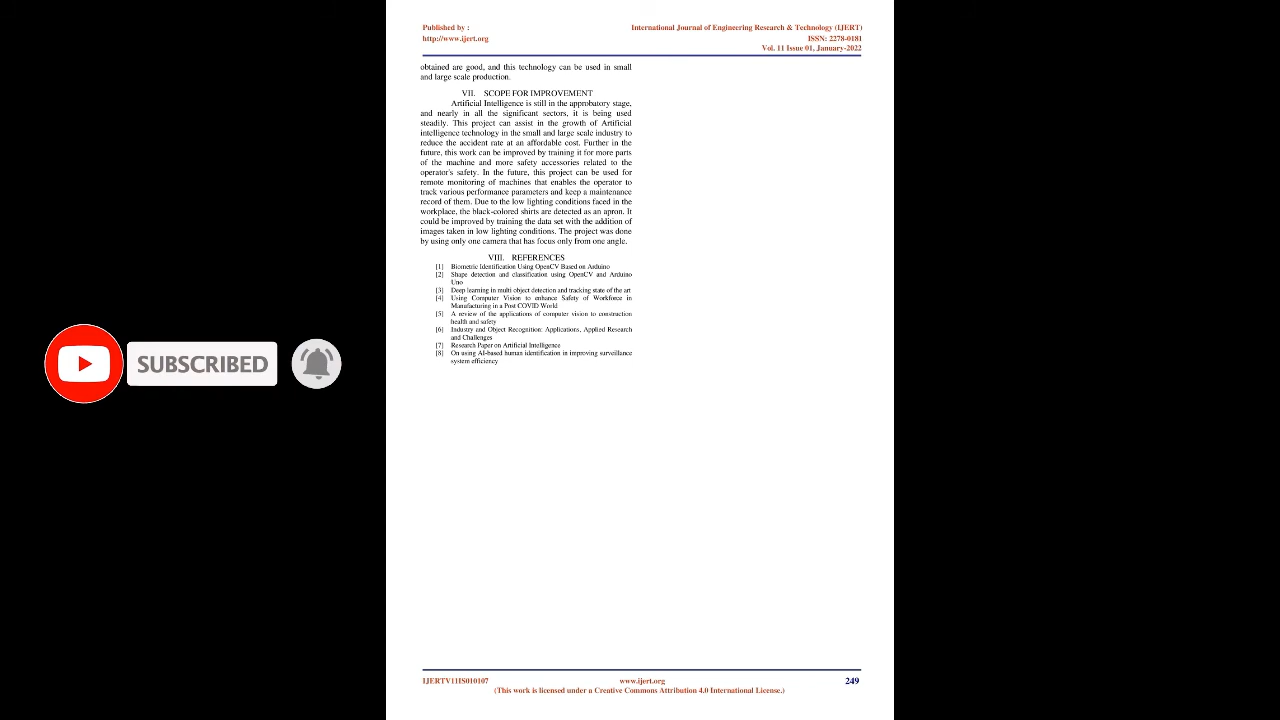 Published by :
http://www.ijert.org
International Journal of Engineering Research & Technology (IJERT)
ISSN: 2278-0181
Vol. 11 Issue 01, January-2022
obtained are good, and this technology can be used in small
and large scale production.
VII. SCOPE FOR IMPROVEMENT
Artificial Intelligence is still in the approbatory stage,
and nearly in all the significant sectors, it is being used
steadily. This project can assist in the growth of Artificial
intelligence technology in the small and large scale industry to
reduce the accident rate at an affordable cost. Further in the
future, this work can be improved by training it for more parts
of the machine and more safety accessories related to the
operator's safety. In the future, this project can be used for
remote monitoring of machines that enables the operator to
track various performance parameters and keep a maintenance
record of them. Due to the low lighting conditions faced in the
workplace, the black-colored shirts are detected as an apron. It
could be improved by training the data set with the addition of
images taken in low lighting conditions. The project was done
by using only one camera that has focus only from one angle.
VIII. REFERENCES
[1] Biometric Identification Using OpenCV Based on Arduino
[2] Shape detection and classification using OpenCV and Arduino
Uno
[3] Deep learning in multi object detection and tracking state of the art
[4] Using Computer Vision to enhance Safety of Workforce in
Manufacturing in a Post COVID World
[5] A review of the applications of computer vision to construction
health and safety
[6] Industry and Object Recognition: Applications, Applied Research
and Challenges
[7] Research Paper on Artificial Intelligence
[8] On using AI-based human identification in improving surveillance
system efficiency
SUBSCRIBED
IJERTV11IS010107
www.ijert.org
249
(This work is licensed under a Creative Commons Attribution 4.0 International License.)